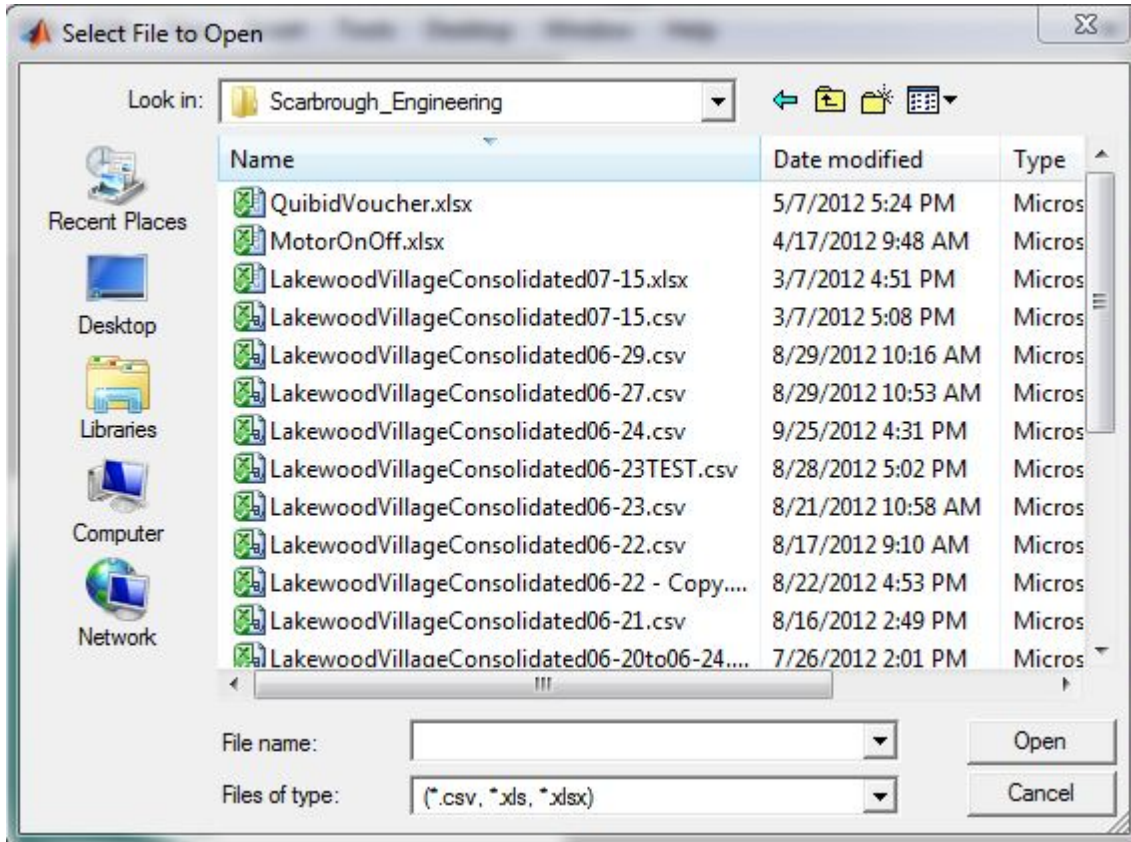 Select File to Open
Look in: Scarbrough_Engineering
Name Date modified Type
QuibidVoucher.xlsx 5/7/2012 5:24 PM Micros
MotorOnOff.xlsx 4/17/2012 9:48 AM Micros
LakewoodVillageConsolidated07-15.xlsx 3/7/2012 4:51 PM Micros
LakewoodVillageConsolidated07-15.csv 3/7/2012 5:08 PM Micros
LakewoodVillageConsolidated06-29.csv 8/29/2012 10:16 AM Micros
LakewoodVillageConsolidated06-27.csv 8/29/2012 10:53 AM Micros
LakewoodVillageConsolidated06-24.csv 9/25/2012 4:31 PM Micros
LakewoodVillageConsolidated06-23TEST.csv 8/28/2012 5:02 PM Micros
LakewoodVillageConsolidated06-23.csv 8/21/2012 10:58 AM Micros
LakewoodVillageConsolidated06-22.csv 8/17/2012 9:10 AM Micros
LakewoodVillageConsolidated06-22 - Copy.... 8/22/2012 4:53 PM Micros
LakewoodVillageConsolidated06-21.csv 8/16/2012 2:49 PM Micros
LakewoodVillageConsolidated06-20to06-24.... 7/26/2012 2:01 PM Micros
Recent Places
Desktop
Libraries
Computer
Network
File name: Open
Files of type: (*.csv, *.xls, *.xlsx) Cancel